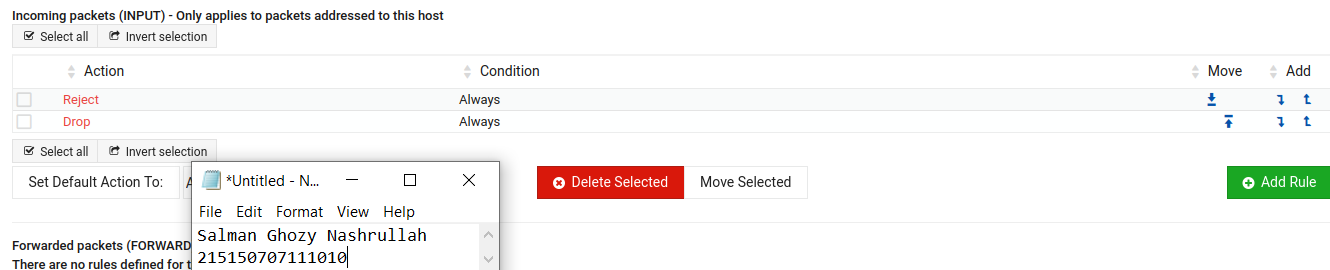 Incoming packets (INPUT) - Only applies to packets addressed to this host
Select all Invert selection
Action Condition Move Add
Reject Always
Drop Always
Select all Invert selection
Set Default Action To: Delete Selected Move Selected Add Rule
*Untitled - N...
File Edit Format View Help
Salman Ghozy Nashrullah
215150707111010
Forwarded packets (FORWARD
There are no rules defined for